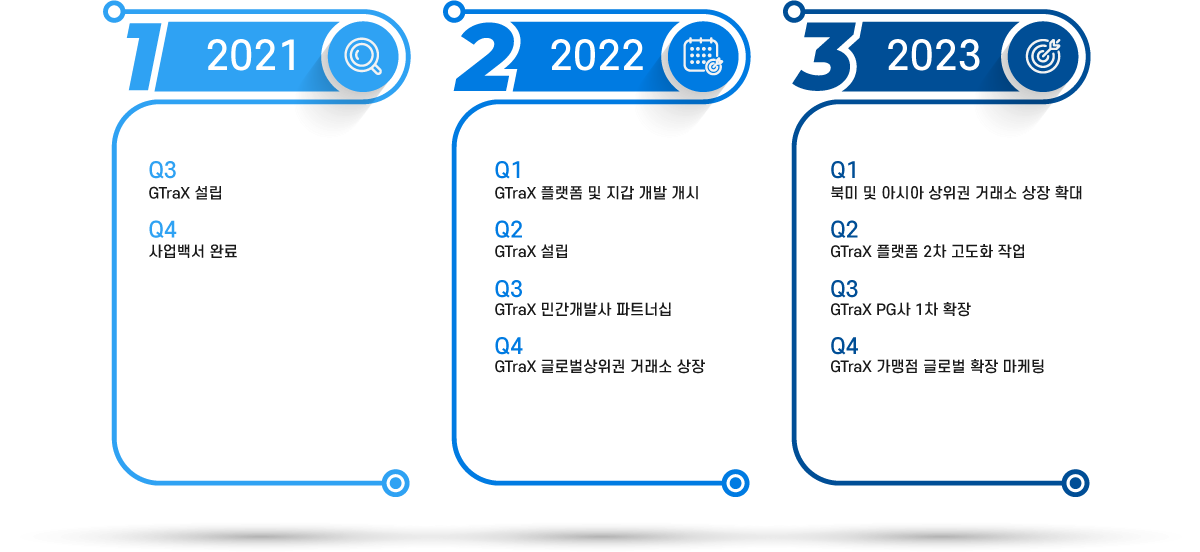 1 2021
Q3
GTraX 설립
Q4
사업백서 완료
2 2022
Q1
GTraX 플랫폼 및 지갑 개발 개시
Q2
GTraX 설립
Q3
GTraX 민간개발사 파트너십
Q4
GTraX 글로벌상위권 거래소 상장
3 2023
Q1
북미 및 아시아 상위권 거래소 상장 확대
Q2
GTraX 플랫폼 2차 고도화 작업
Q3
GTraX PG사 1차 확장
Q4
GTraX 가맹점 글로벌 확장 마케팅